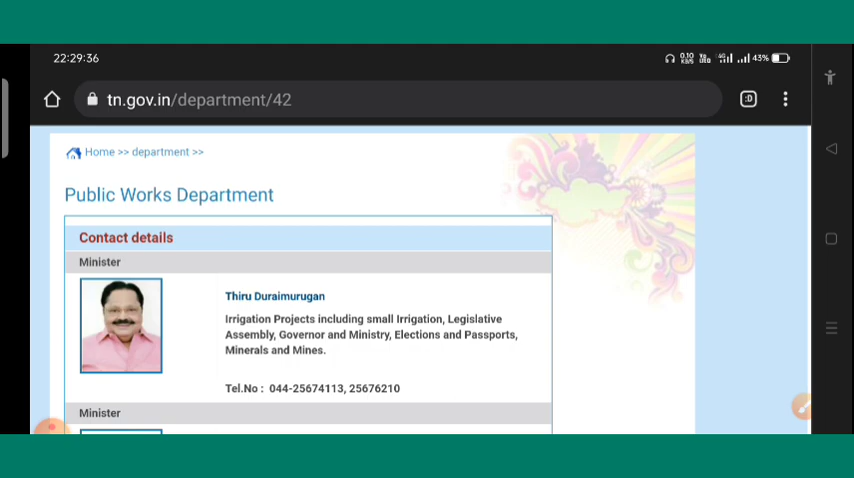 22:29:36
43%
tn.gov.in/department/42
:D
Home >> department >>
Public Works Department
Contact details
Minister
Thiru Duraimurugan
Irrigation Projects including small Irrigation, Legislative
Assembly, Governor and Ministry, Elections and Passports,
Minerals and Mines.
Tel.No : 044-25674113, 25676210
Minister